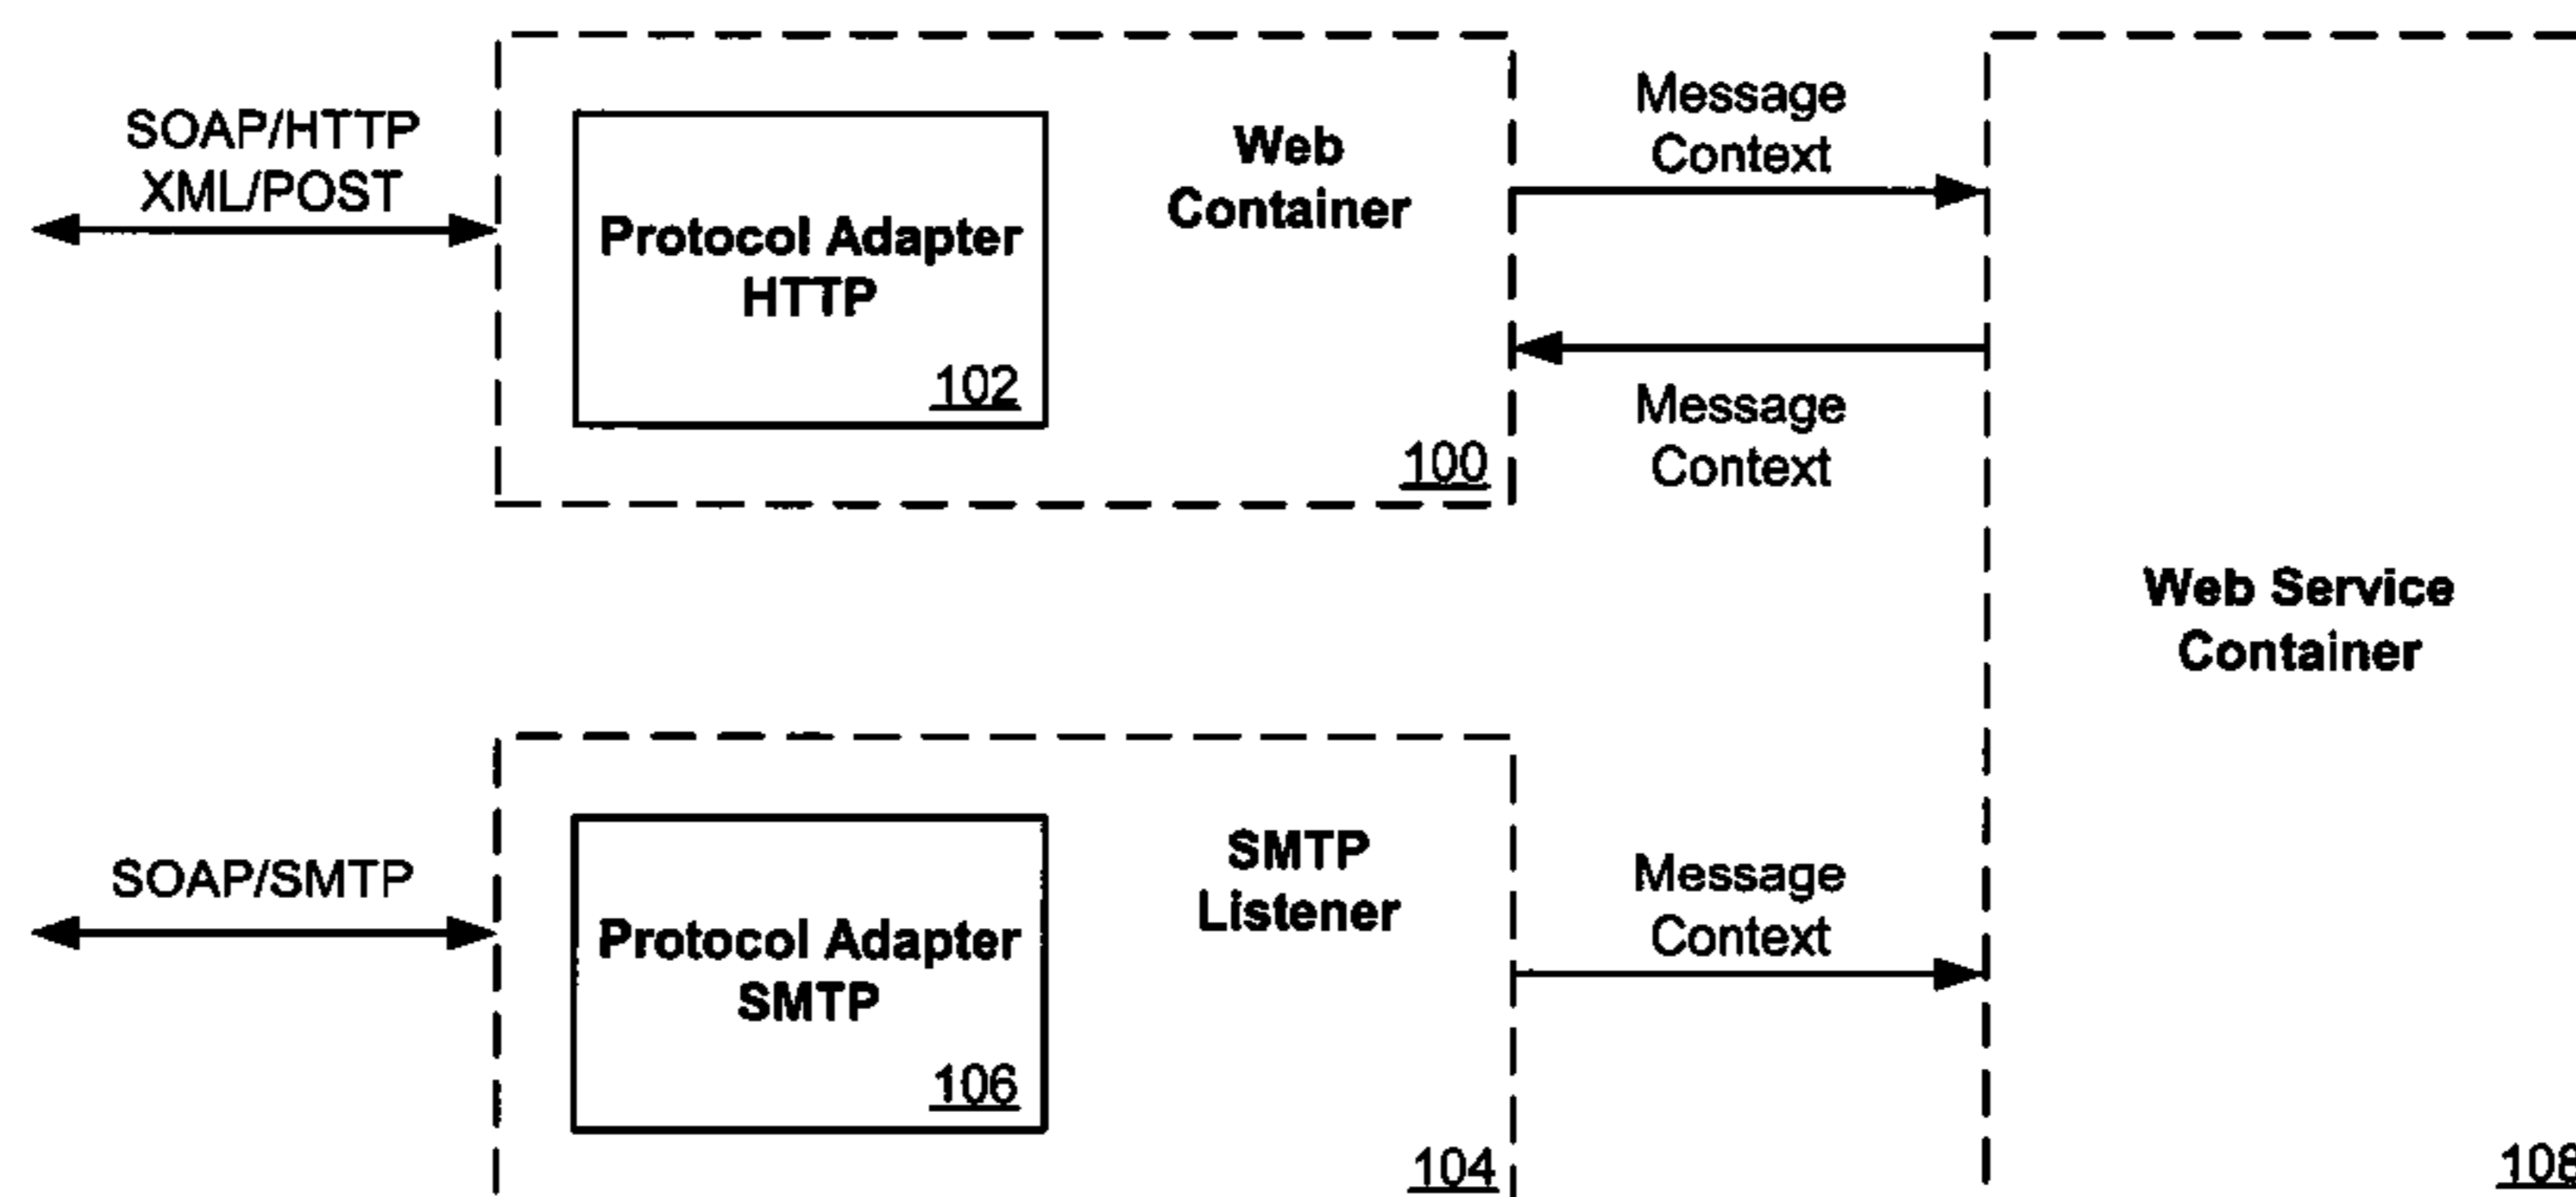 SOAP/HTTP
XML/POST
Protocol Adapter
HTTP
102
Web
Container
100
Message
Context
Message
Context
Web Service
Container
108
SOAP/SMTP
Protocol Adapter
SMTP
106
SMTP
Listener
104
Message
Context